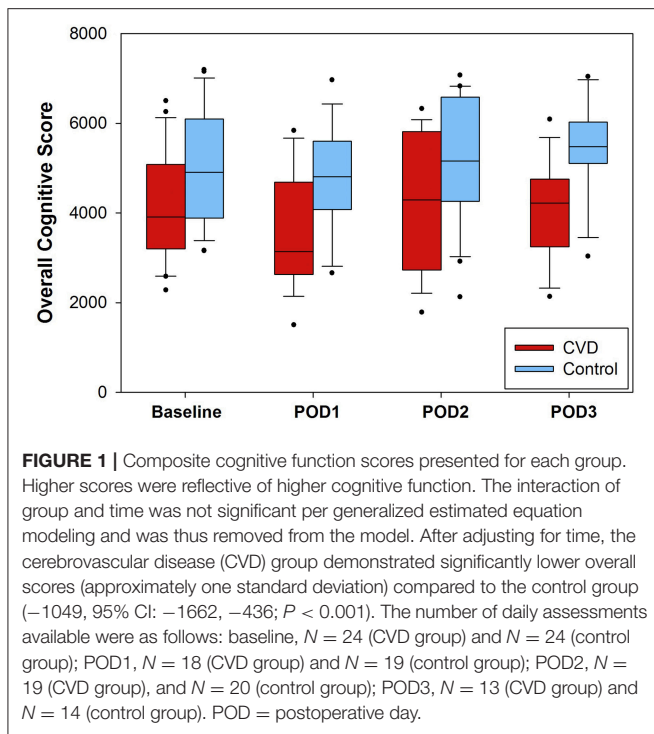 8000
6000
4000
2000
0
Overall Cognitive Score
CVD
Control
Baseline POD1 POD2 POD3
FIGURE 1 | Composite cognitive function scores presented for each group.
Higher scores were reflective of higher cognitive function. The interaction of
group and time was not significant per generalized estimated equation
modeling and was thus removed from the model. After adjusting for time, the
cerebrovascular disease (CVD) group demonstrated significantly lower overall
scores (approximately one standard deviation) compared to the control group
(−1049, 95% CI: −1662, −436; P < 0.001). The number of daily assessments
available were as follows: baseline, N = 24 (CVD group) and N = 24 (control
group); POD1, N = 18 (CVD group) and N = 19 (control group); POD2, N =
19 (CVD group), and N = 20 (control group); POD3, N = 13 (CVD group) and
N = 14 (control group). POD = postoperative day.